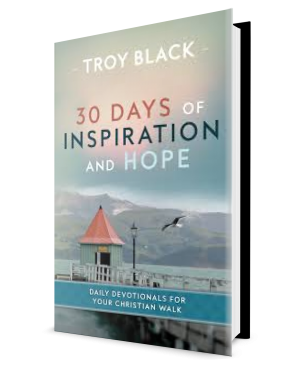 - TROY BLACK -
30 DAYS OF
INSPIRATION
AND HOPE
DAILY DEVOTIONALS FOR
YOUR CHRISTIAN WALK